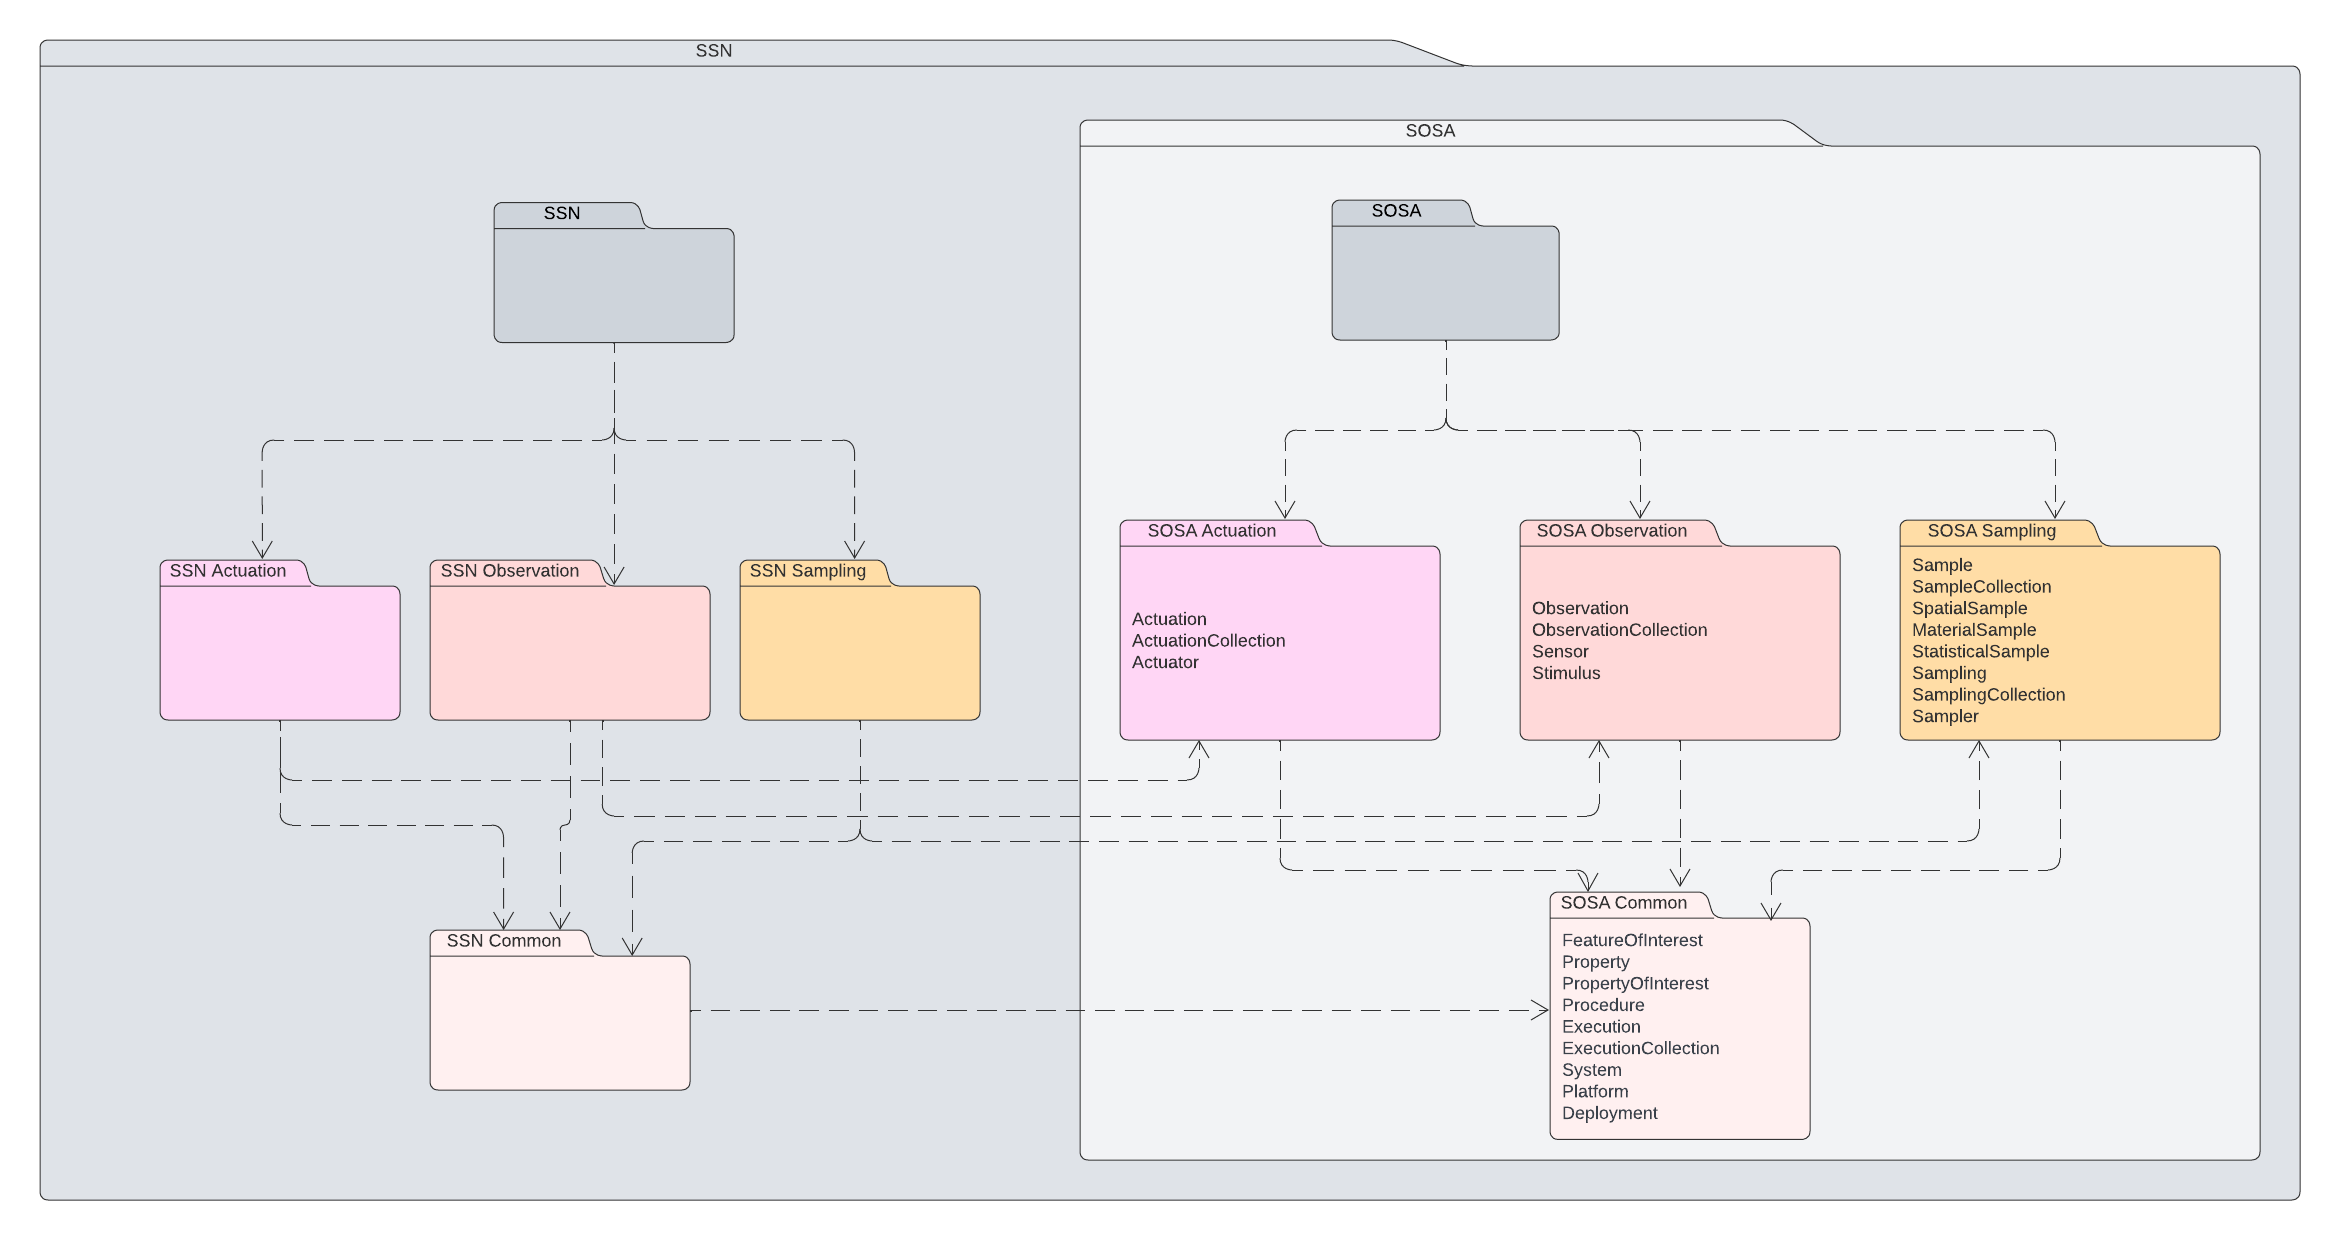 SSN
SOSA
SSN
SOSA
SSN Actuation
SSN Observation
SSN Sampling
SOSA Actuation
Actuation
ActuationCollection
Actuator
SOSA Observation
Observation
ObservationCollection
Sensor
Stimulus
SOSA Sampling
Sample
SampleCollection
SpatialSample
MaterialSample
StatisticalSample
Sampling
SamplingCollection
Sampler
SSN Common
SOSA Common
FeatureOfInterest
Property
PropertyOfInterest
Procedure
Execution
ExecutionCollection
System
Platform
Deployment